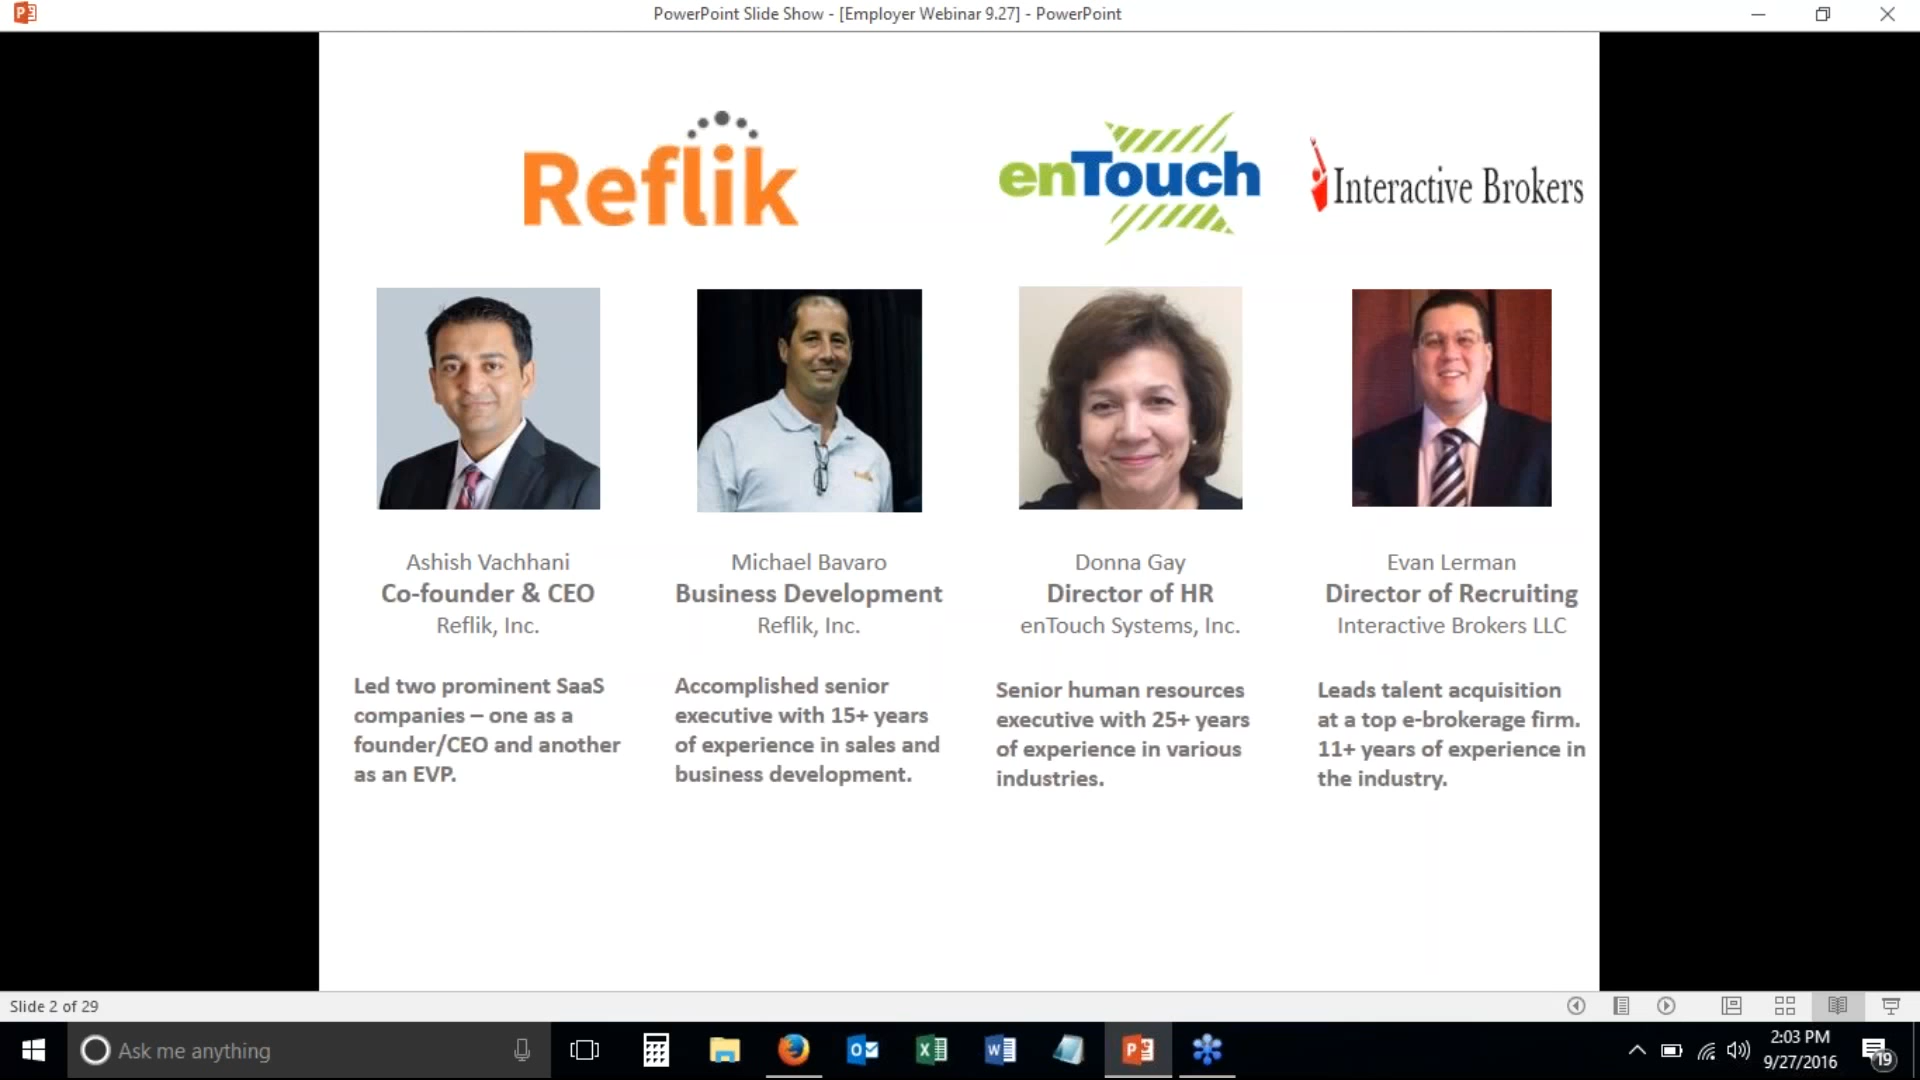 PowerPoint Slide Show - [Employer Webinar 9.27] - PowerPoint
Reflik
enTouch
Interactive Brokers
Ashish Vachhani
Co-founder & CEO
Reflik, Inc.
Led two prominent SaaS
companies – one as a
founder/CEO and another
as an EVP.
Michael Bavaro
Business Development
Reflik, Inc.
Accomplished senior
executive with 15+ years
of experience in sales and
business development.
Donna Gay
Director of HR
enTouch Systems, Inc.
Senior human resources
executive with 25+ years
of experience in various
industries.
Evan Lerman
Director of Recruiting
Interactive Brokers LLC
Leads talent acquisition
at a top e-brokerage firm.
11+ years of experience in
the industry.
Slide 2 of 29
Ask me anything
2:03 PM
9/27/2016
19